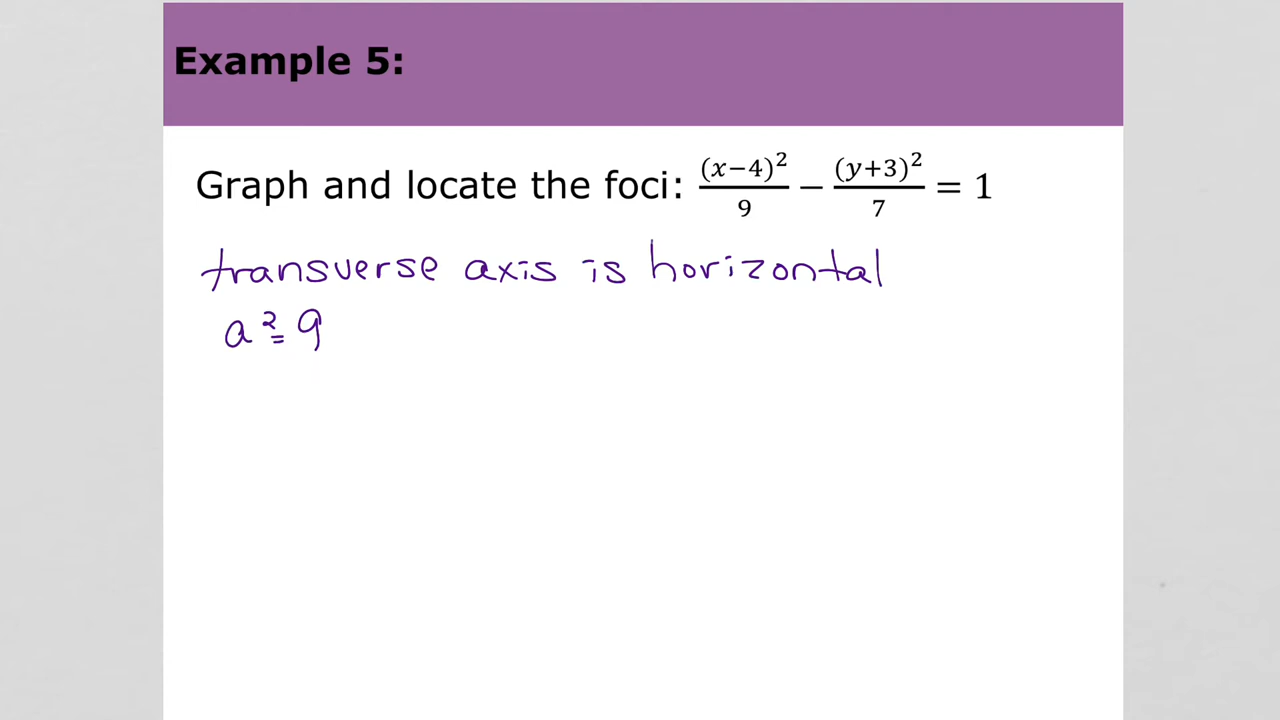 Example 5:
Graph and locate the foci: (x−4)²/9 − (y+3)²/7 = 1
transverse axis is horizontal
a² = 9